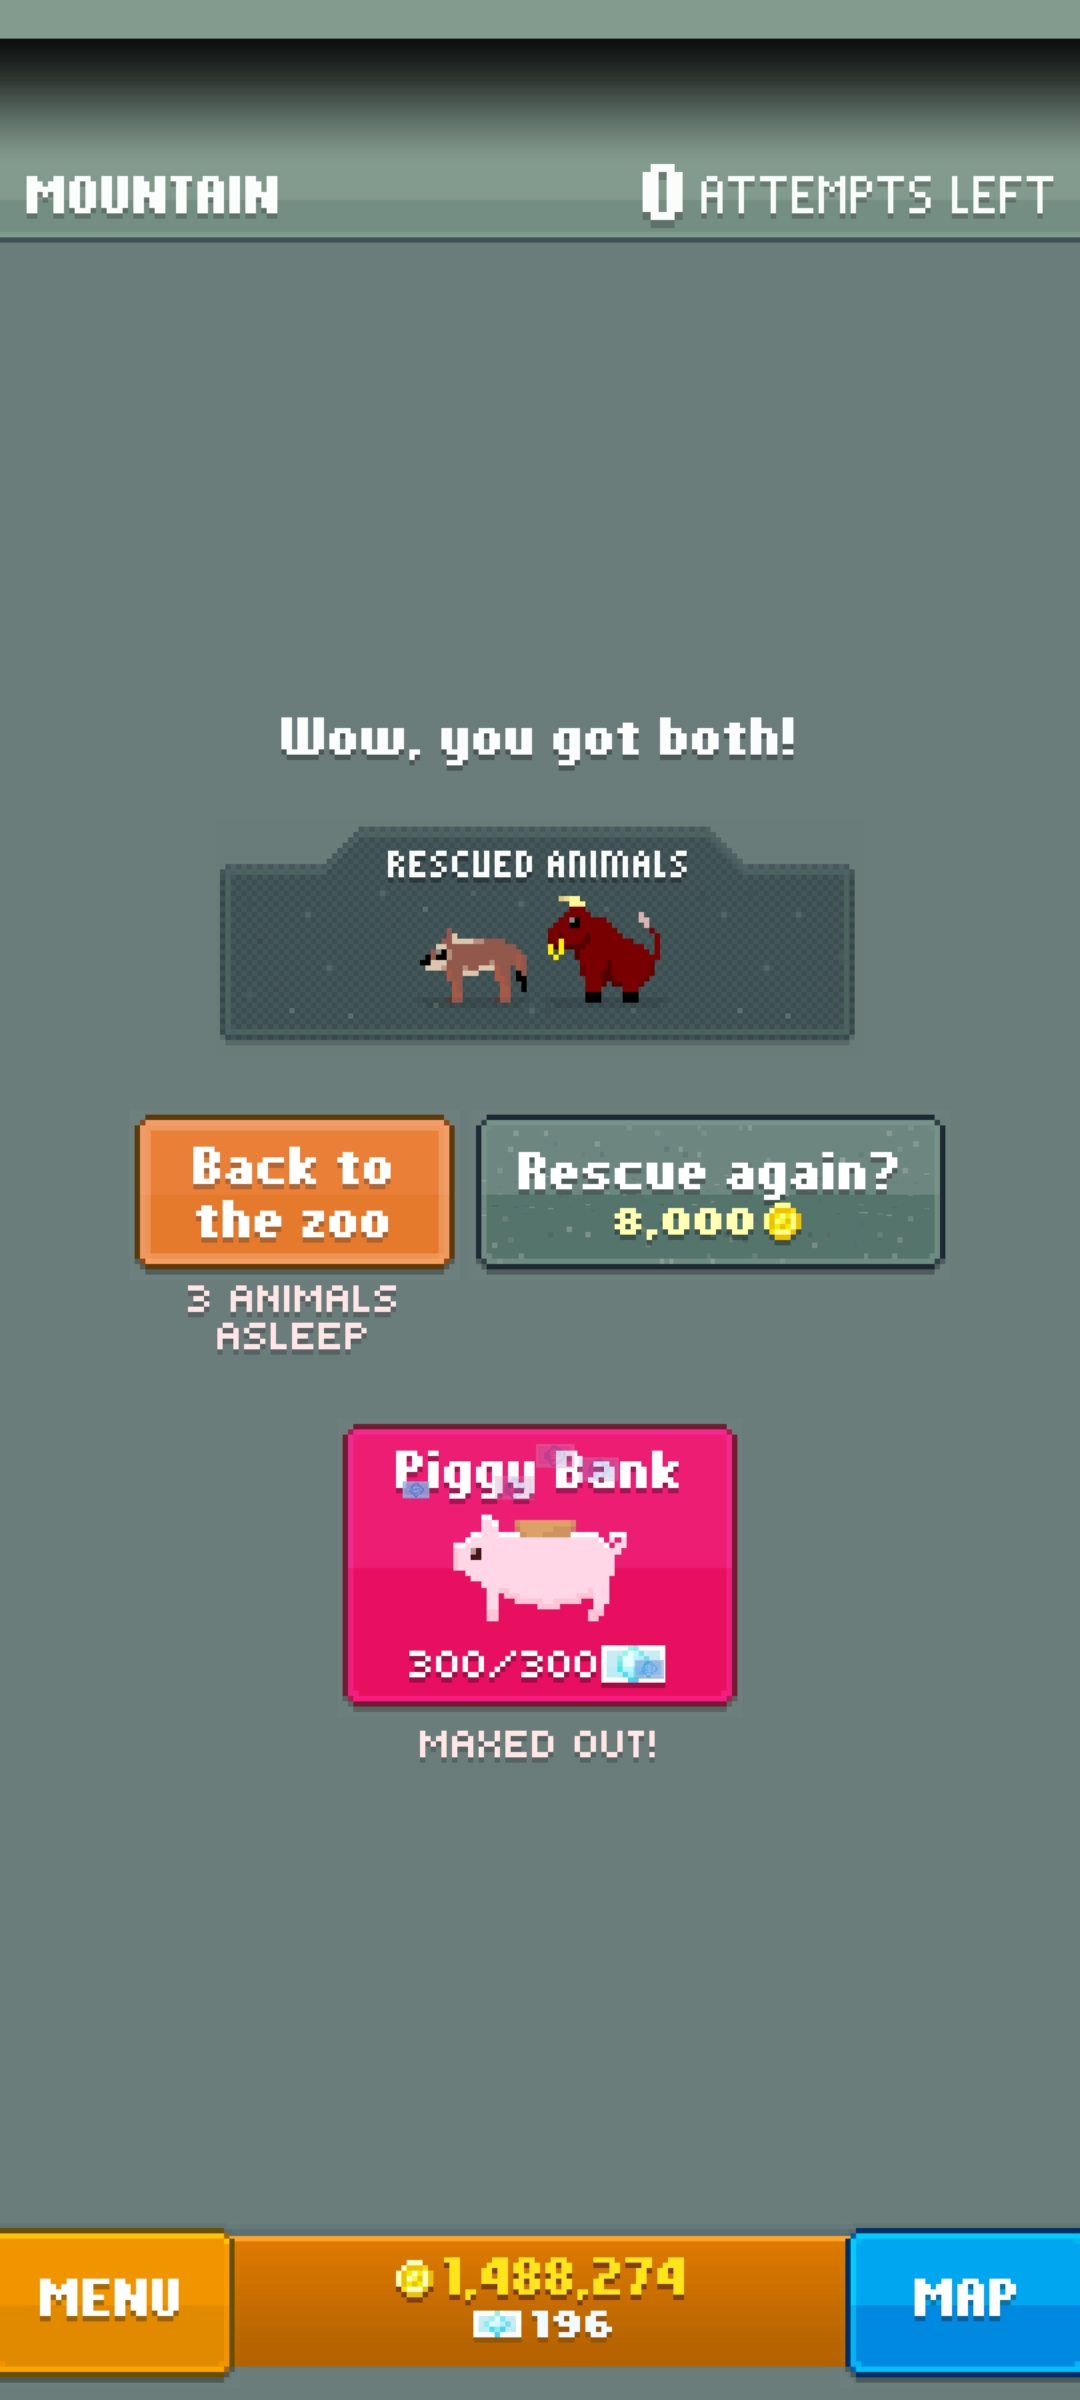 MOUNTAIN
0 ATTEMPTS LEFT
Wow, you got both!
RESCUED ANIMALS
Back to
the zoo
Rescue again?
8,000
3 ANIMALS
ASLEEP
Piggy Bank
300/300
MAXED OUT!
MENU
1,488,274
196
MAP